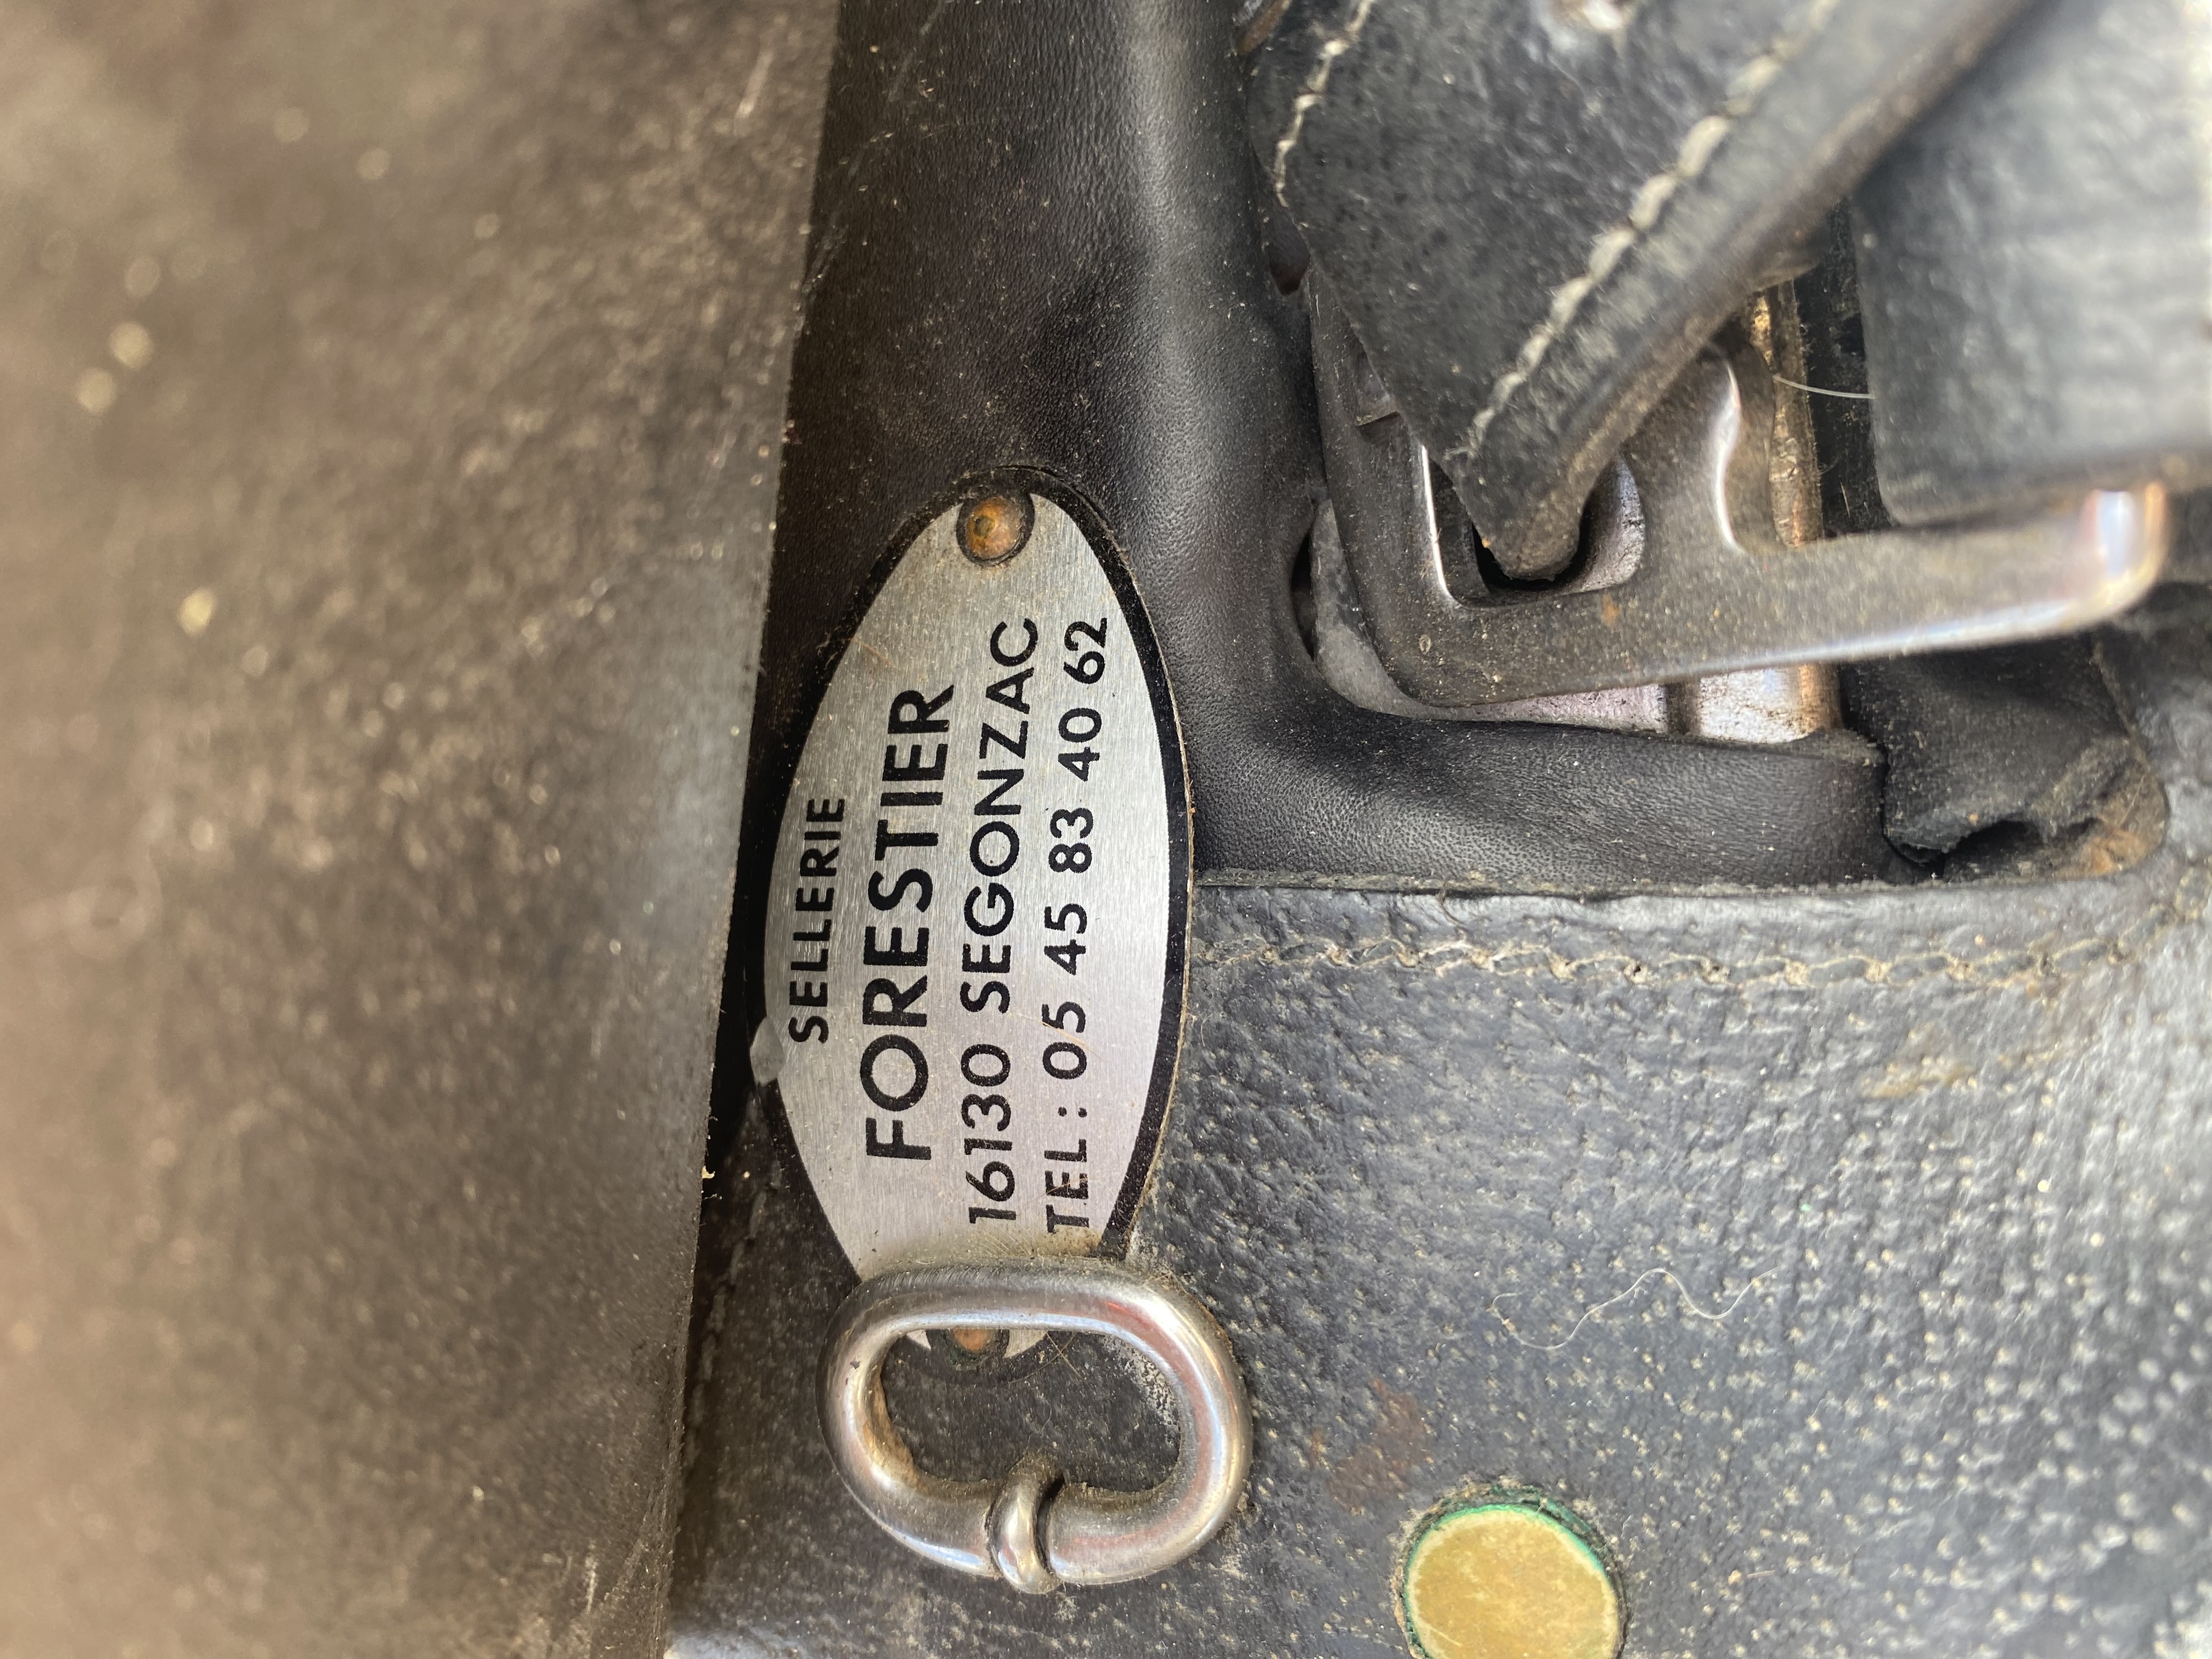 SELLERIE
FORESTIER
16130 SEGONZAC
TEL : 05 45 83 40 62